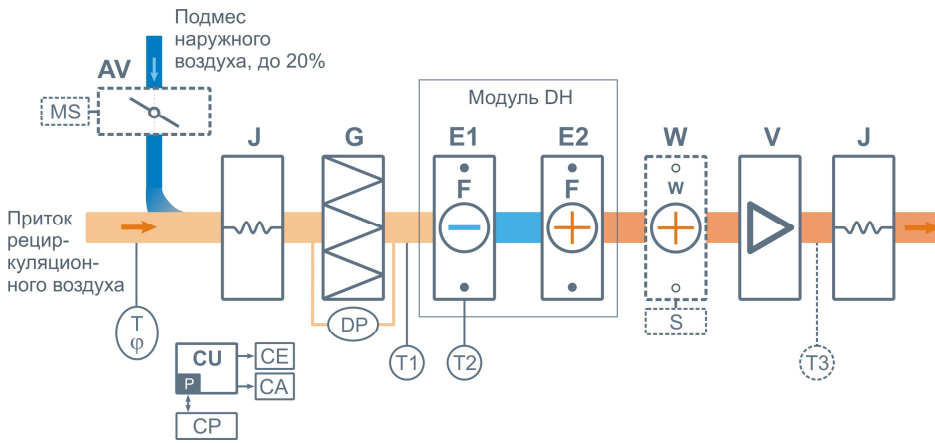 Подмес
наружного
воздуха, до 20%
AV
MS
Модуль DH
J
G
E1
E2
W
V
J
F
F
w
Приток
рецир-
куляцион-
ного воздуха
DP
S
T
φ
T1
T2
T3
CU
P
CE
CA
CP